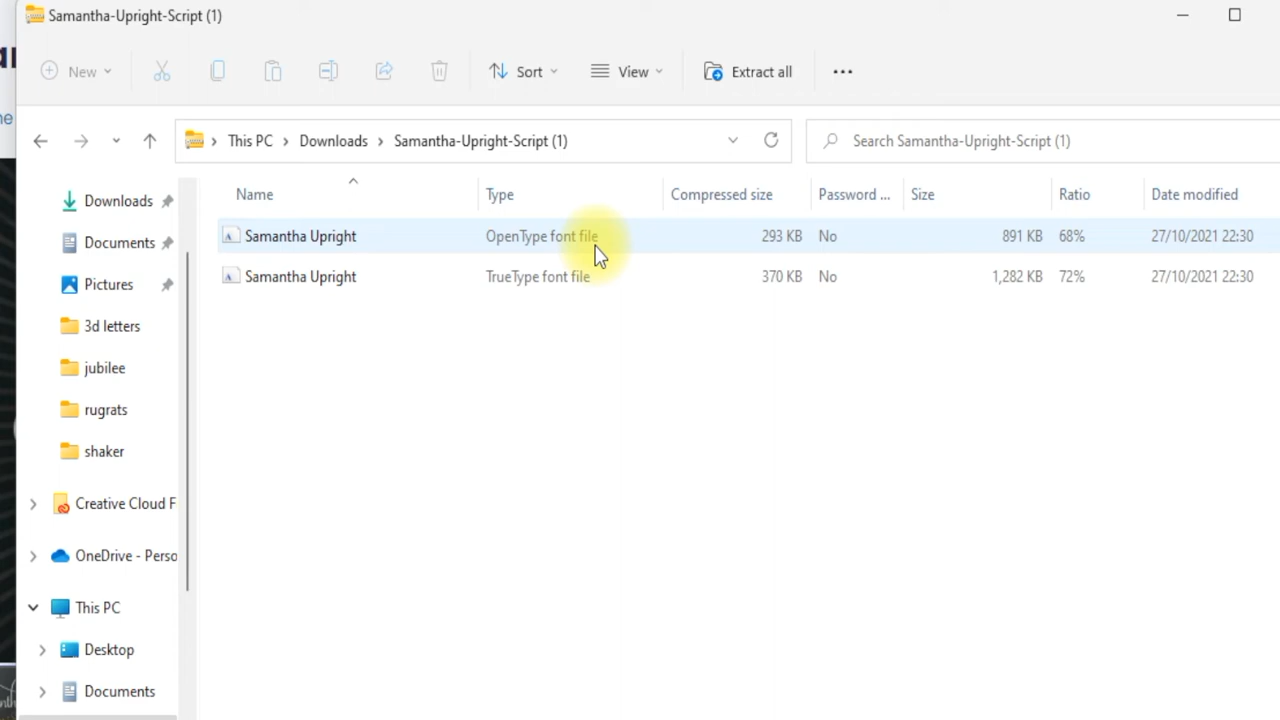 Samantha-Upright-Script (1)
New
Sort
View
Extract all
This PC > Downloads > Samantha-Upright-Script (1)
Search Samantha-Upright-Script (1)
Name Type Compressed size Password ... Size Ratio Date modified
Samantha Upright OpenType font file 293 KB No 891 KB 68% 27/10/2021 22:30
Samantha Upright TrueType font file 370 KB No 1,282 KB 72% 27/10/2021 22:30
Downloads
Documents
Pictures
3d letters
jubilee
rugrats
shaker
Creative Cloud F
OneDrive - Perso
This PC
Desktop
Documents